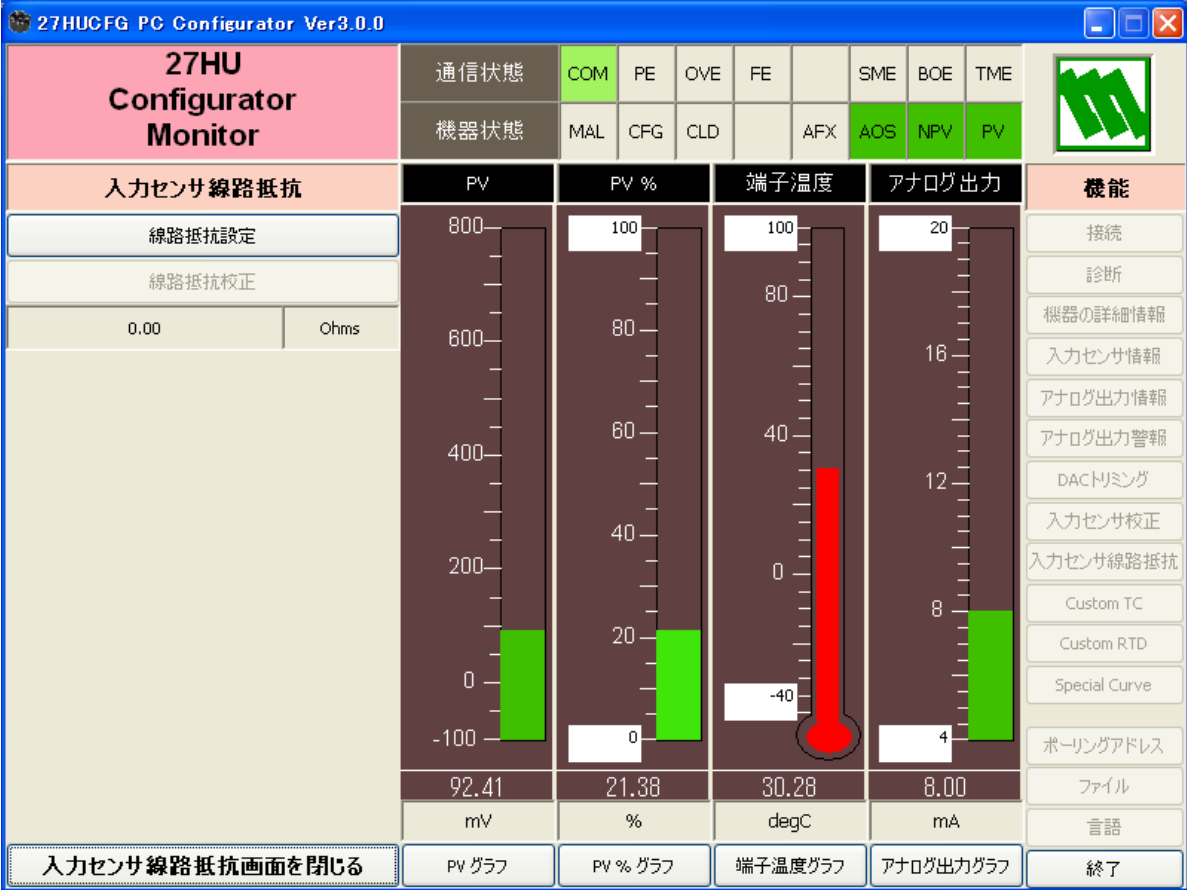 27HUCFG PC Configurator Ver3.0.0
27HU
Configurator
Monitor
通信状態 COM PE OVE FE SME BOE TME
機器状態 MAL CFG CLD AFX AOS NPV PV
入力センサ線路抵抗
線路抵抗設定
線路抵抗校正
0.00 Ohms
入力センサ線路抵抗画面を閉じる
PV
800
600
400
200
0
-100
92.41
mV
PV グラフ
PV %
100
80
60
40
20
0
21.38
%
PV % グラフ
端子温度
100
80
40
0
-40
30.28
degC
端子温度グラフ
アナログ出力
20
16
12
8
4
8.00
mA
アナログ出力グラフ
機能
接続
診断
機器の詳細情報
入力センサ情報
アナログ出力情報
アナログ出力警報
DACトリミング
入力センサ校正
入力センサ線路抵抗
Custom TC
Custom RTD
Special Curve
ポーリングアドレス
ファイル
言語
終了